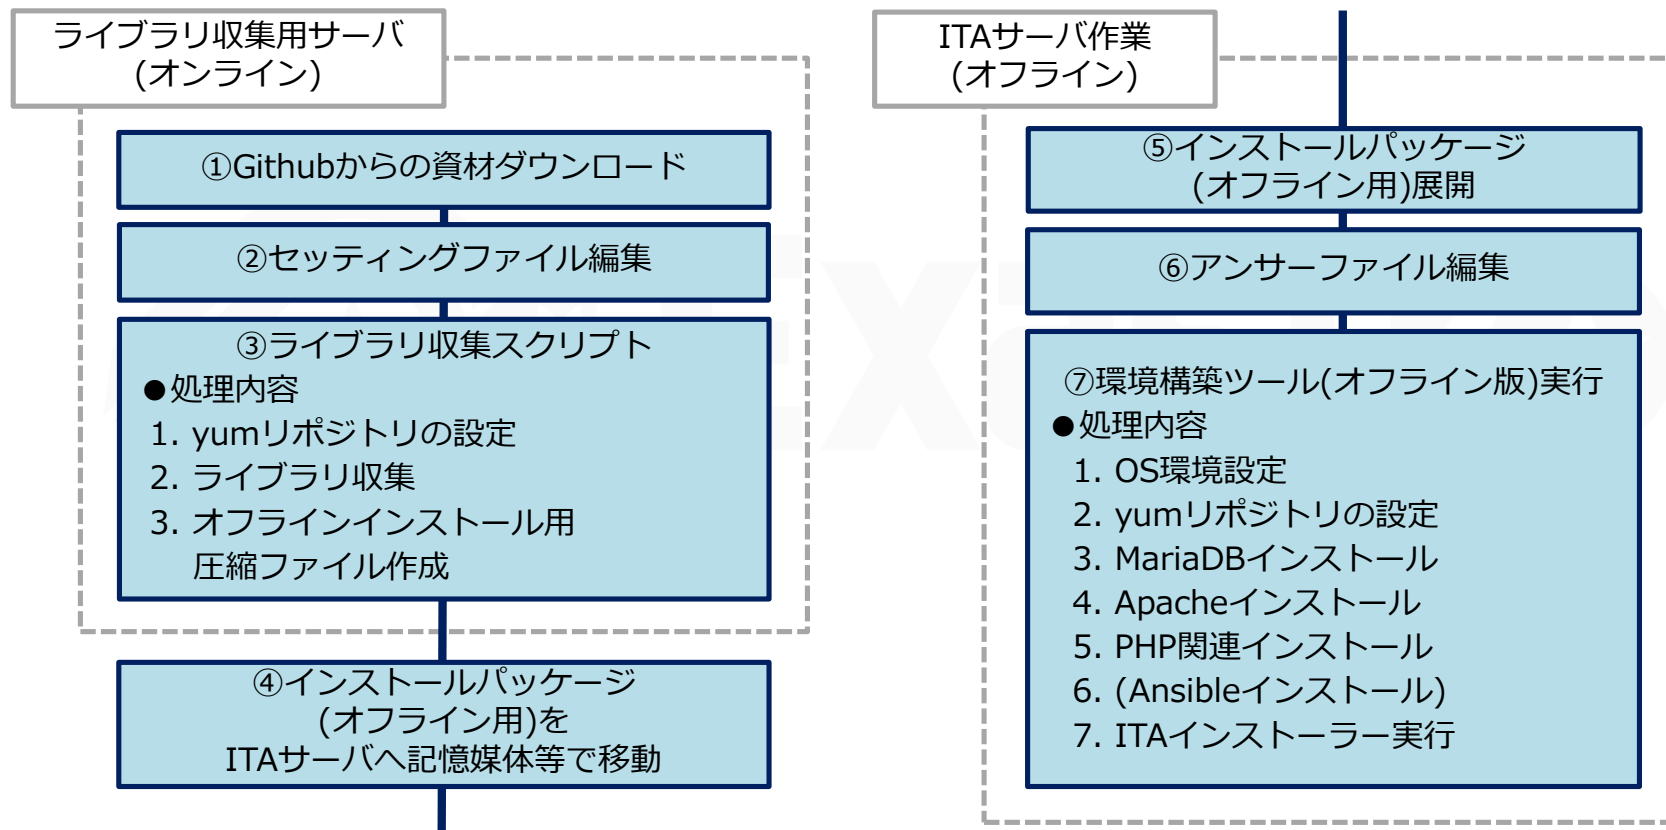 ライブラリ収集用サーバ
(オンライン)
①Githubからの資材ダウンロード
②セッティングファイル編集
③ライブラリ収集スクリプト
●処理内容
1. yumリポジトリの設定
2. ライブラリ収集
3. オフラインインストール用
圧縮ファイル作成
④インストールパッケージ
(オフライン用)を
ITAサーバへ記憶媒体等で移動
ITAサーバ作業
(オフライン)
⑤インストールパッケージ
(オフライン用)展開
⑥アンサーファイル編集
⑦環境構築ツール(オフライン版)実行
●処理内容
1. OS環境設定
2. yumリポジトリの設定
3. MariaDBインストール
4. Apacheインストール
5. PHP関連インストール
6. (Ansibleインストール)
7. ITAインストーラー実行